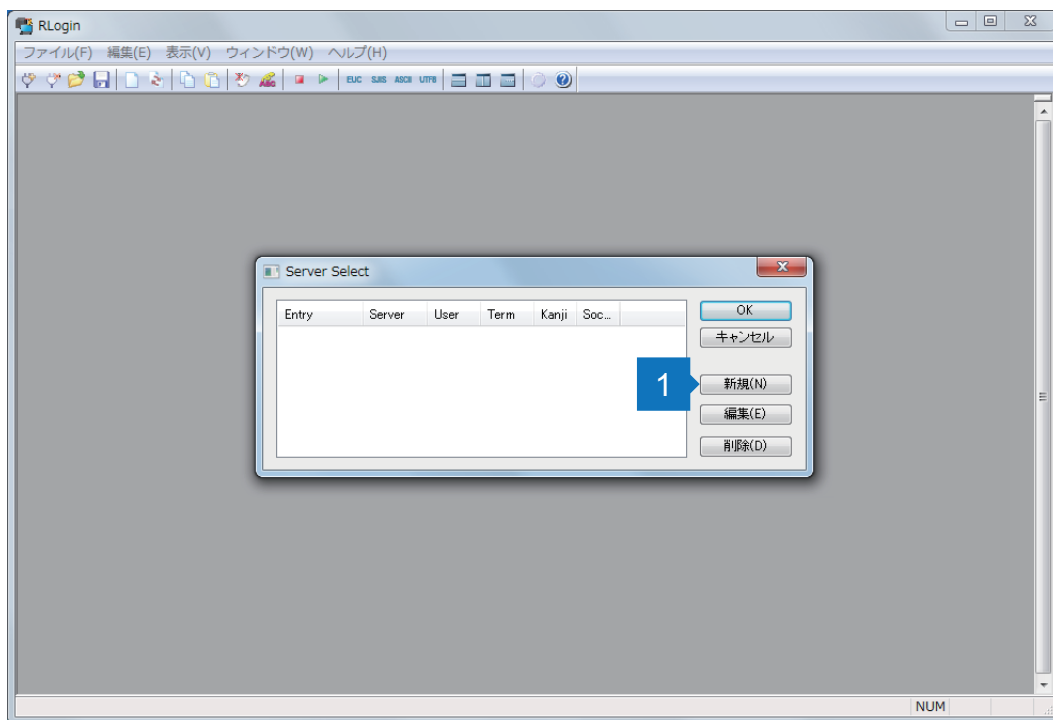 RLogin
ファイル(F) 編集(E) 表示(V) ウィンドウ(W) ヘルプ(H)
EUC SJIS ASCII UTF8
Server Select
Entry Server User Term Kanji Soc...
OK
キャンセル
1
新規(N)
編集(E)
削除(D)
NUM